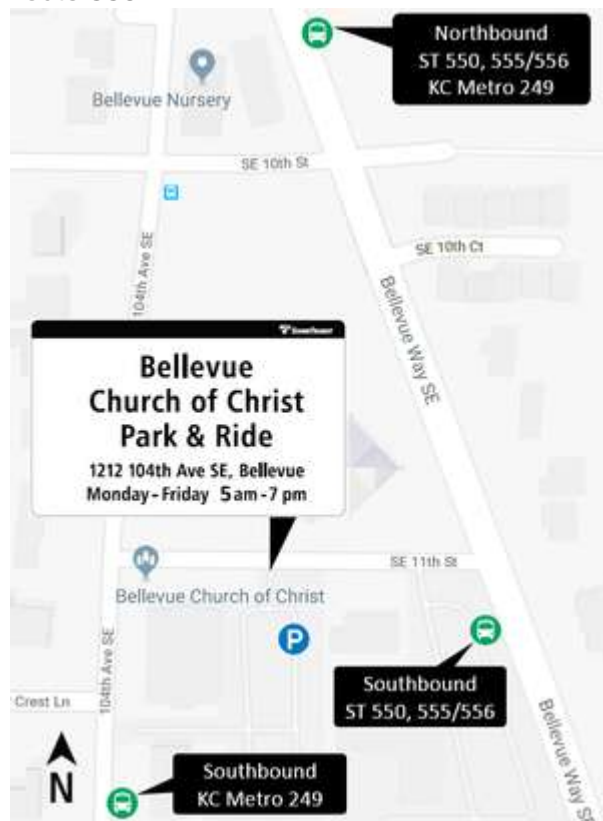 Northbound
ST 550, 555/556
KC Metro 249
Bellevue Nursery
SE 10th St
104th Ave SE
SE 10th Ct
Bellevue Way SE
Bellevue
Church of Christ
Park & Ride
1212 104th Ave SE, Bellevue
Monday - Friday 5 am - 7 pm
SE 11th St
Bellevue Church of Christ
P
104th Ave SE
Southbound
ST 550, 555/556
Crest Ln
Bellevue Way SE
N
Southbound
KC Metro 249